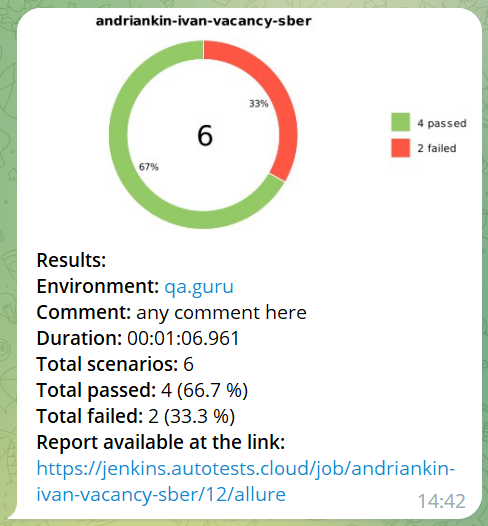 andriankin-ivan-vacancy-sber
33%
6
67%
4 passed
2 failed
Results:
Environment: qa.guru
Comment: any comment here
Duration: 00:01:06.961
Total scenarios: 6
Total passed: 4 (66.7 %)
Total failed: 2 (33.3 %)
Report available at the link:
https://jenkins.autotests.cloud/job/andriankin-
ivan-vacancy-sber/12/allure
14:42